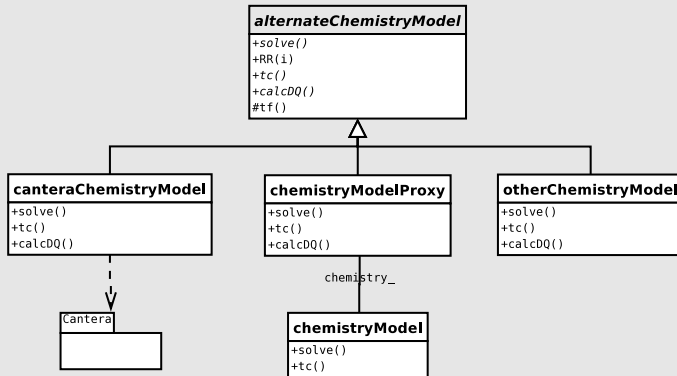 alternateChemistryModel
+solve()
+RR(i)
+tc()
+calcDQ()
#tf()
canteraChemistryModel
+solve()
+tc()
+calcDQ()
chemistryModelProxy
+solve()
+tc()
+calcDQ()
otherChemistryModel
+solve()
+tc()
+calcDQ()
chemistry_
Cantera
chemistryModel
+solve()
+tc()